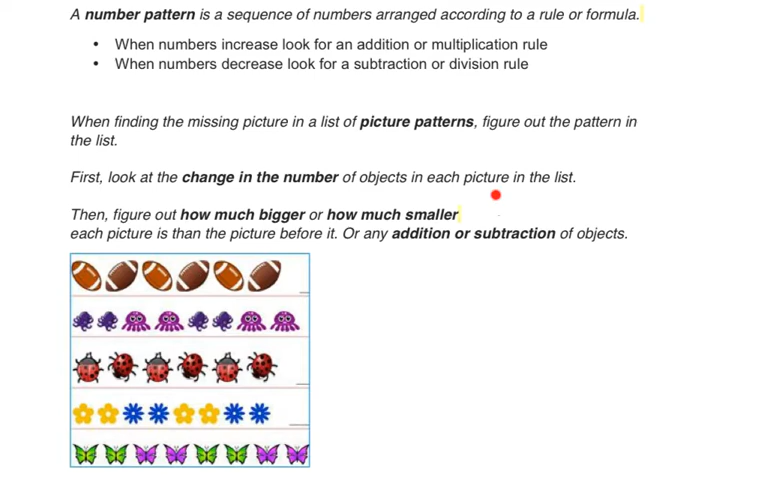 A number pattern is a sequence of numbers arranged according to a rule or formula.
• When numbers increase look for an addition or multiplication rule
• When numbers decrease look for a subtraction or division rule
When finding the missing picture in a list of picture patterns, figure out the pattern in
the list.
First, look at the change in the number of objects in each picture in the list.
Then, figure out how much bigger or how much smaller
each picture is than the picture before it. Or any addition or subtraction of objects.